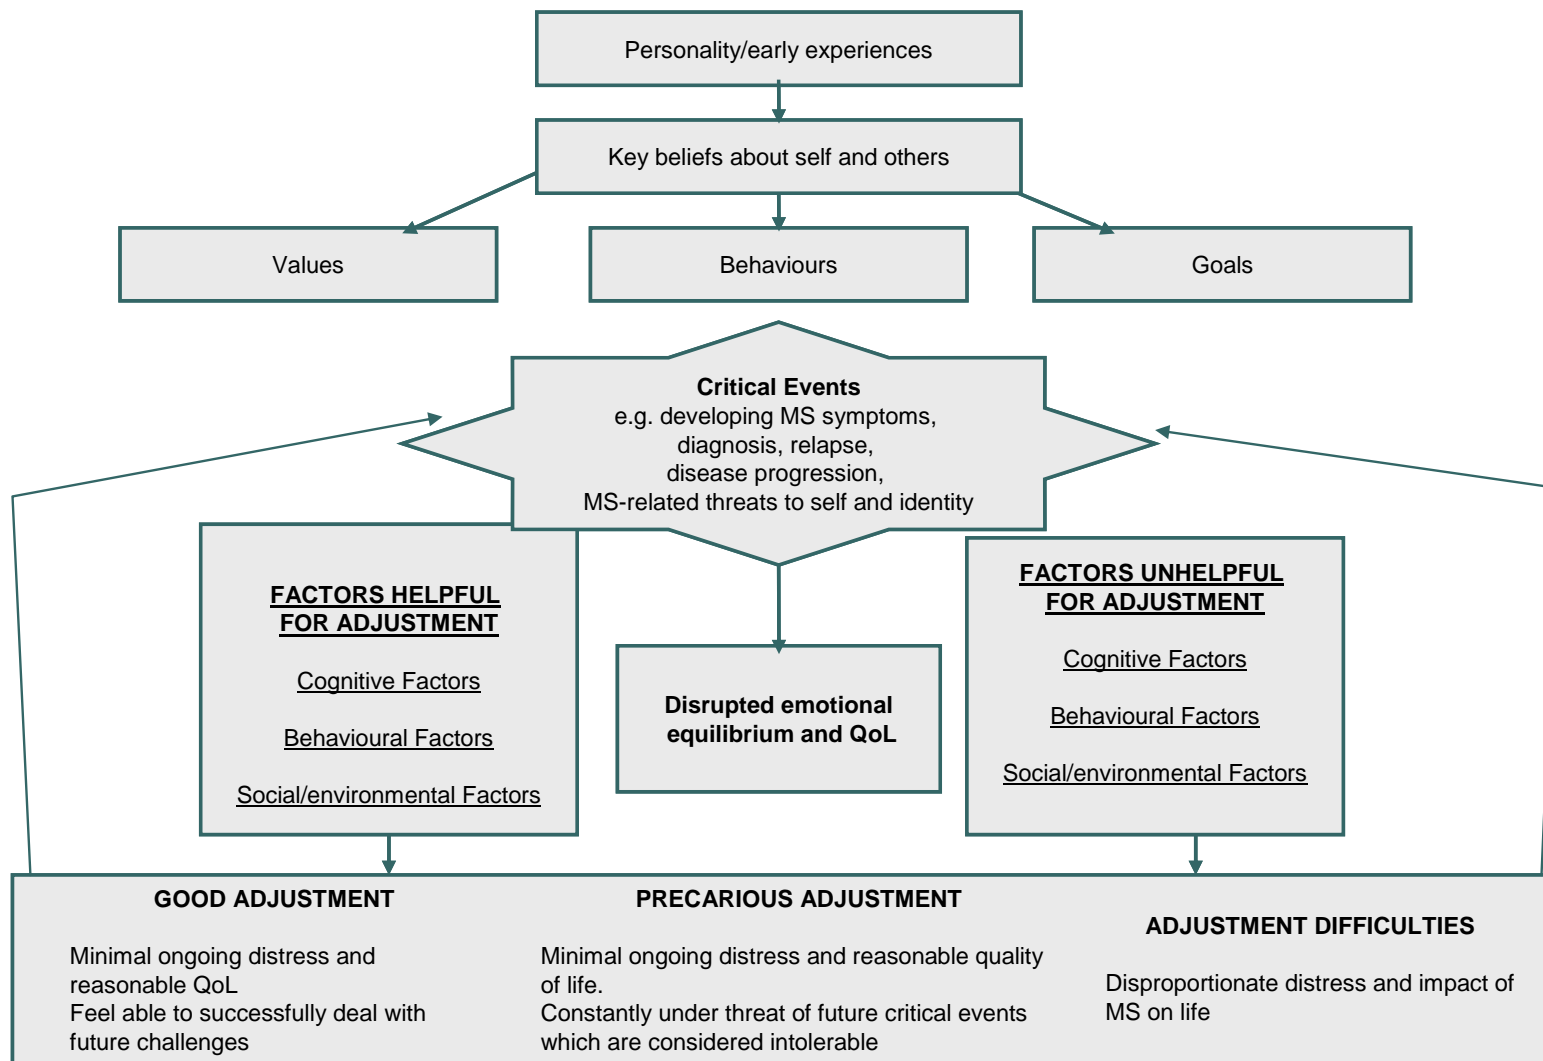 Personality/early experiences
Key beliefs about self and others
Values
Behaviours
Goals
Critical Events
e.g. developing MS symptoms,
diagnosis, relapse,
disease progression,
MS-related threats to self and identity
FACTORS HELPFUL
FOR ADJUSTMENT
Cognitive Factors
Behavioural Factors
Social/environmental Factors
Disrupted emotional
equilibrium and QoL
FACTORS UNHELPFUL
FOR ADJUSTMENT
Cognitive Factors
Behavioural Factors
Social/environmental Factors
GOOD ADJUSTMENT
Minimal ongoing distress and
reasonable QoL
Feel able to successfully deal with
future challenges
PRECARIOUS ADJUSTMENT
Minimal ongoing distress and reasonable quality
of life.
Constantly under threat of future critical events
which are considered intolerable
ADJUSTMENT DIFFICULTIES
Disproportionate distress and impact of
MS on life